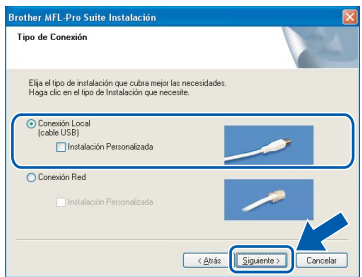 Brother MFL-Pro Suite Instalación
Tipo de Conexión
Elija el tipo de instalación que cubra mejor las necesidades.
Haga clic en el tipo de Instalación que necesite.
Conexión Local
(cable USB)
Instalación Personalizada
Conexión Red
Instalación Personalizada
< Atrás
Siguiente >
Cancelar